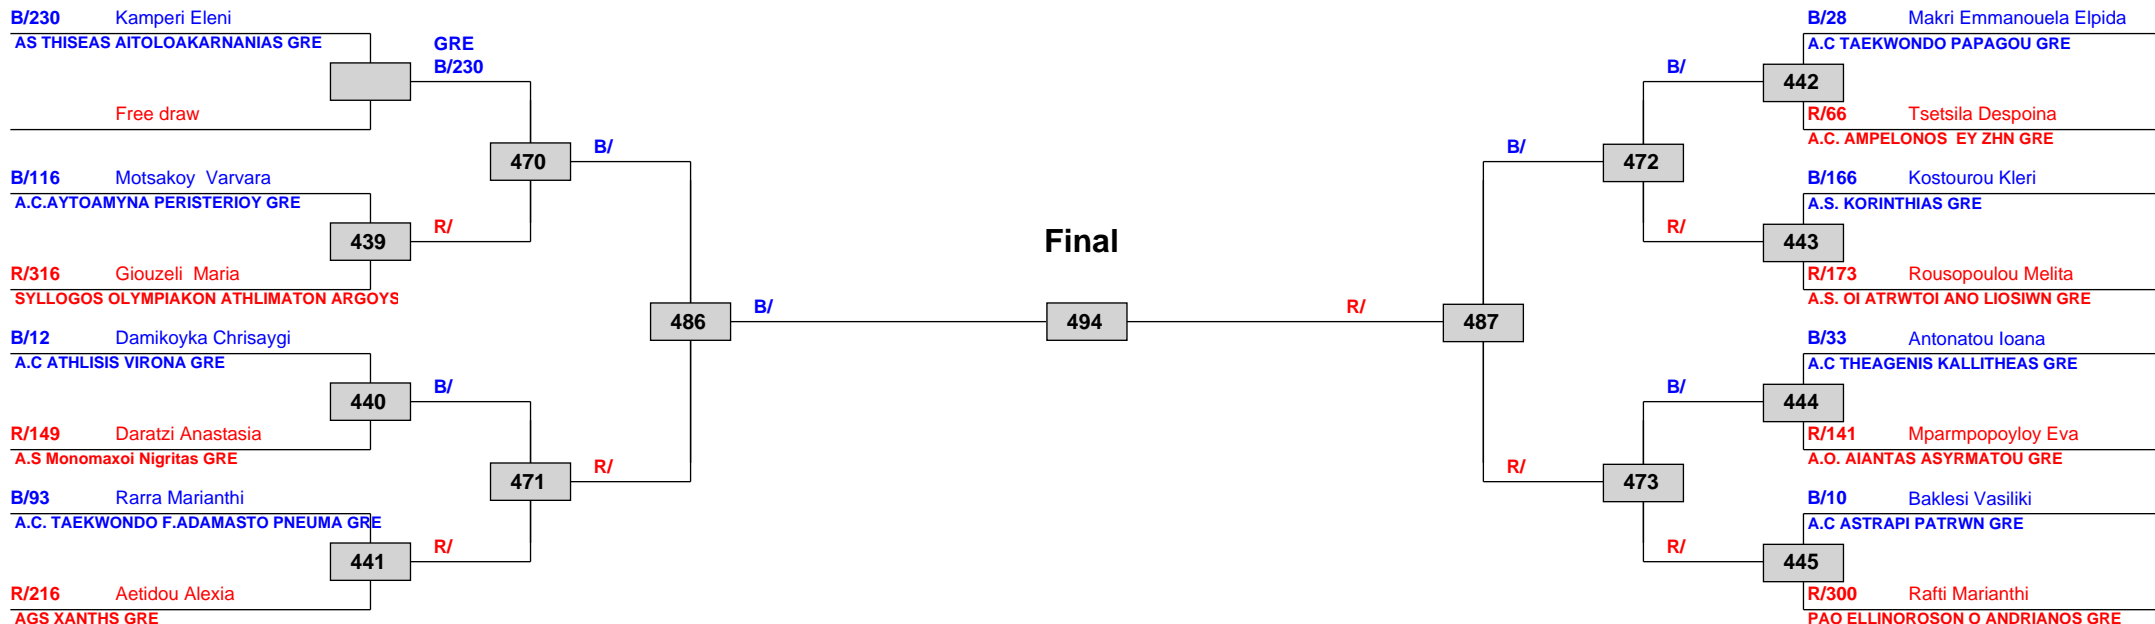 B/230 Kamperi Eleni
AS THISEAS AITOLOAKARNANIAS GRE
GRE
B/230
Free draw
470
B/
B/116 Motsakoy Varvara
A.C.AYTOAMYNA PERISTERIOY GRE
439
R/
R/316 Giouzeli Maria
SYLLOGOS OLYMPIAKON ATHLIMATON ARGOYS
486
B/
B/12 Damikoyka Chrisaygi
A.C ATHLISIS VIRONA GRE
440
B/
R/149 Daratzi Anastasia
A.S Monomaxoi Nigritas GRE
471
R/
B/93 Rarra Marianthi
A.C. TAEKWONDO F.ADAMASTO PNEUMA GRE
441
R/
R/216 Aetidou Alexia
AGS XANTHS GRE
Final
494
B/28 Makri Emmanouela Elpida
A.C TAEKWONDO PAPAGOU GRE
B/
442
R/66 Tsetsila Despoina
A.C. AMPELONOS EY ZHN GRE
B/
472
B/166 Kostourou Kleri
A.S. KORINTHIAS GRE
R/
443
R/173 Rousopoulou Melita
A.S. OI ATRWTOI ANO LIOSIWN GRE
R/
487
B/33 Antonatou Ioana
A.C THEAGENIS KALLITHEAS GRE
B/
444
R/141 Mparmpopoyloy Eva
A.O. AIANTAS ASYRMATOU GRE
R/
473
B/10 Baklesi Vasiliki
A.C ASTRAPI PATRWN GRE
R/
445
R/300 Rafti Marianthi
PAO ELLINOROSON O ANDRIANOS GRE